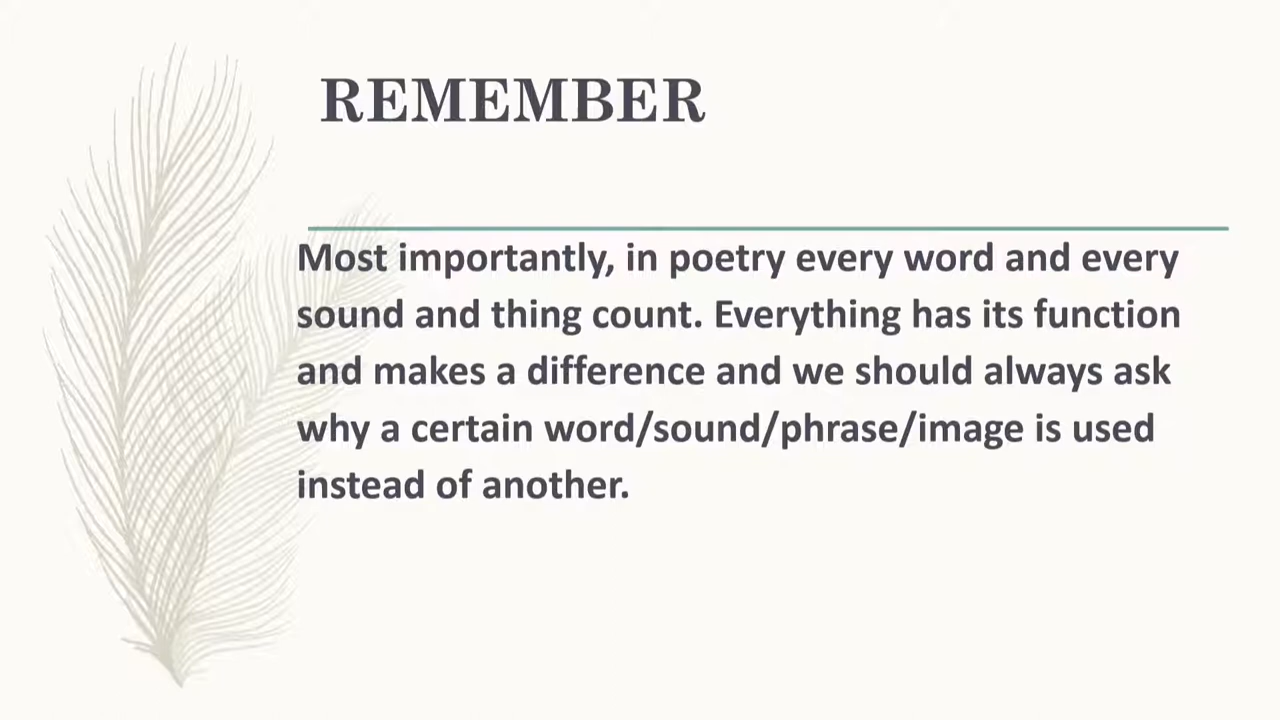 REMEMBER
Most importantly, in poetry every word and every
sound and thing count. Everything has its function
and makes a difference and we should always ask
why a certain word/sound/phrase/image is used
instead of another.